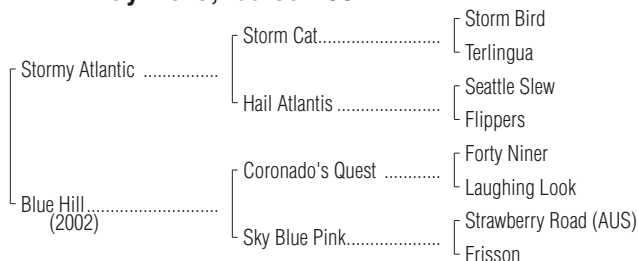 Storm Bird
Storm Cat..........................
Terlingua
Stormy Atlantic ................
Seattle Slew
Hail Atlantis ......................
Flippers
Forty Niner
Coronado's Quest ............
Laughing Look
Blue Hill............................
(2002)
Strawberry Road (AUS)
Sky Blue Pink....................
Frisson